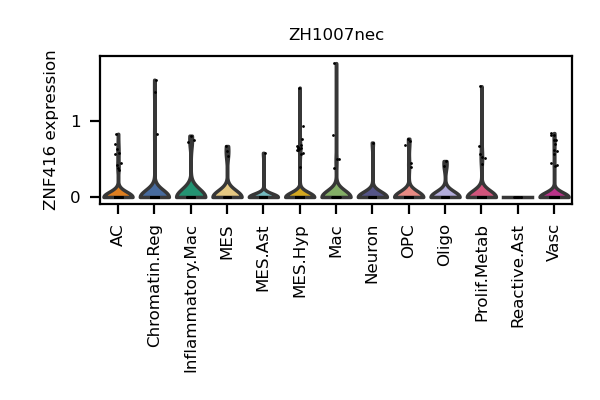 ZH1007nec
ZNF416 expression
1
0
AC
Chromatin.Reg
Inflammatory.Mac
MES
MES.Ast
MES.Hyp
Mac
Neuron
OPC
Oligo
Prolif.Metab
Reactive.Ast
Vasc